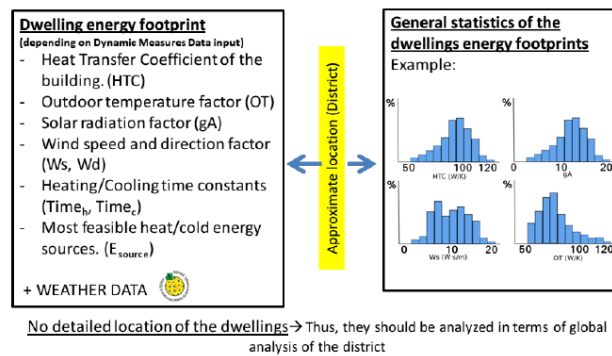 Dwelling energy footprint
(depending on Dynamic Measures Data input)
- Heat Transfer Coefficient of the
building. (HTC)
- Outdoor temperature factor (OT)
- Solar radiation factor (gA)
- Wind speed and direction factor
(Ws, Wd)
- Heating/Cooling time constants
(Timeₕ, Time_c)
- Most feasible heat/cold energy
sources. (E_source)
+ WEATHER DATA
Approximate location (District)
General statistics of the
dwellings energy footprints
Example:
%
50 100 120
HTC (W/K)
%
0 10 20
gA
%
0 10 20
Ws (W s/m)
%
50 100 120
OT (W/K)
No detailed location of the dwellings→ Thus, they should be analyzed in terms of global
analysis of the district